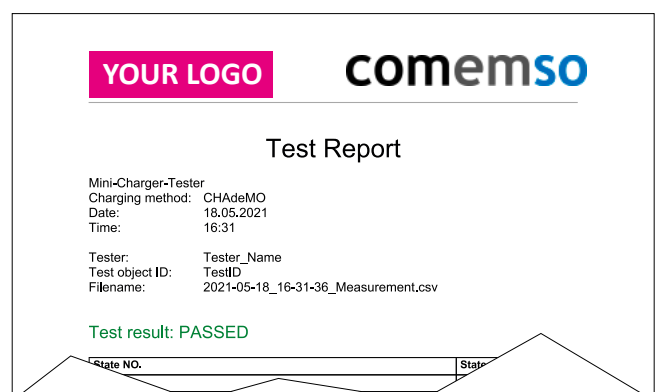 YOUR LOGO
comemso
Test Report
Mini-Charger-Tester
Charging method: CHAdeMO
Date: 18.05.2021
Time: 16:31
Tester: Tester_Name
Test object ID: TestID
Filename: 2021-05-18_16-31-36_Measurement.csv
Test result: PASSED
State NO. State